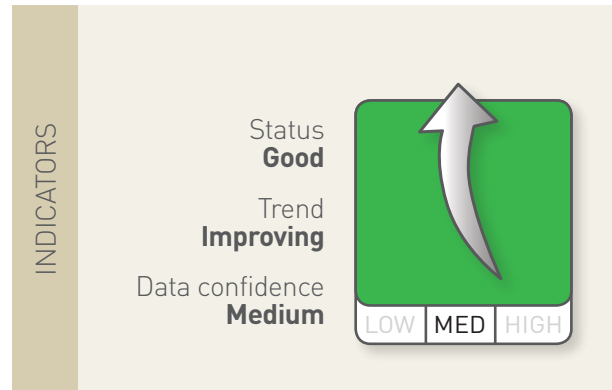 INDICATORS
Status
Good
Trend
Improving
Data confidence
Medium
LOW MED HIGH